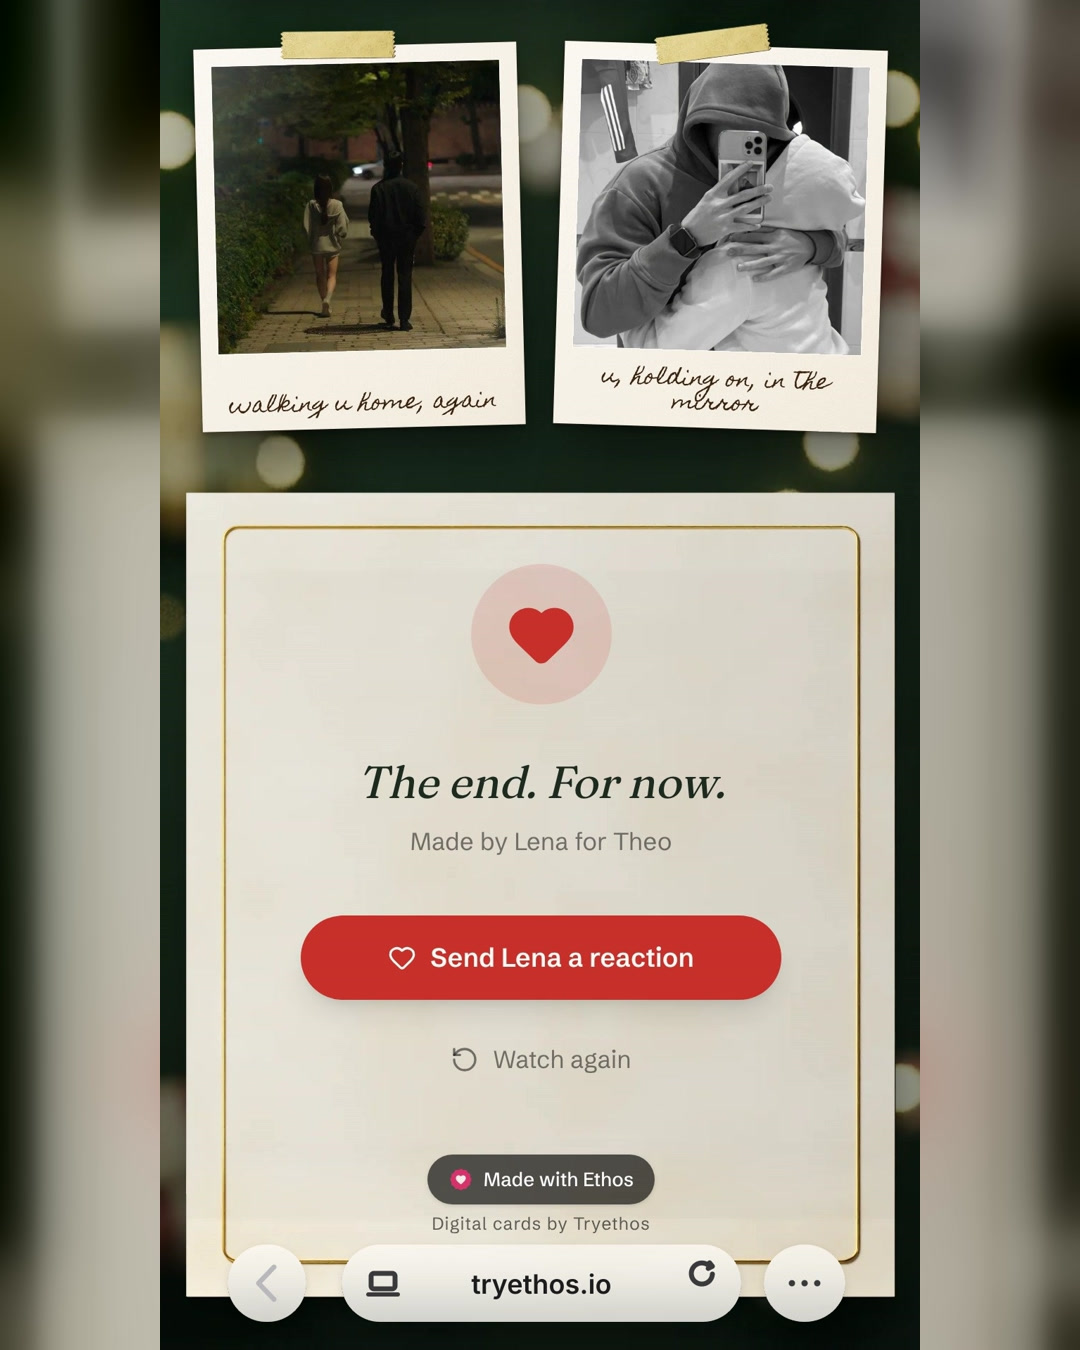 walking u home, again
u, holding on, in the
mirror
The end. For now.
Made by Lena for Theo
Send Lena a reaction
Watch again
Made with Ethos
Digital cards by Tryethos
tryethos.io